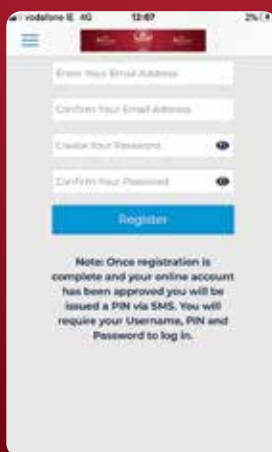 vodafone IE 4G 12:07 2%
Enter Your Email Address
Confirm Your Email Address
Create Your Password
Confirm Your Password
Register
Note: Once registration is
complete and your online account
has been approved you will be
issued a PIN via SMS. You will
require your Username, PIN and
Password to log in.